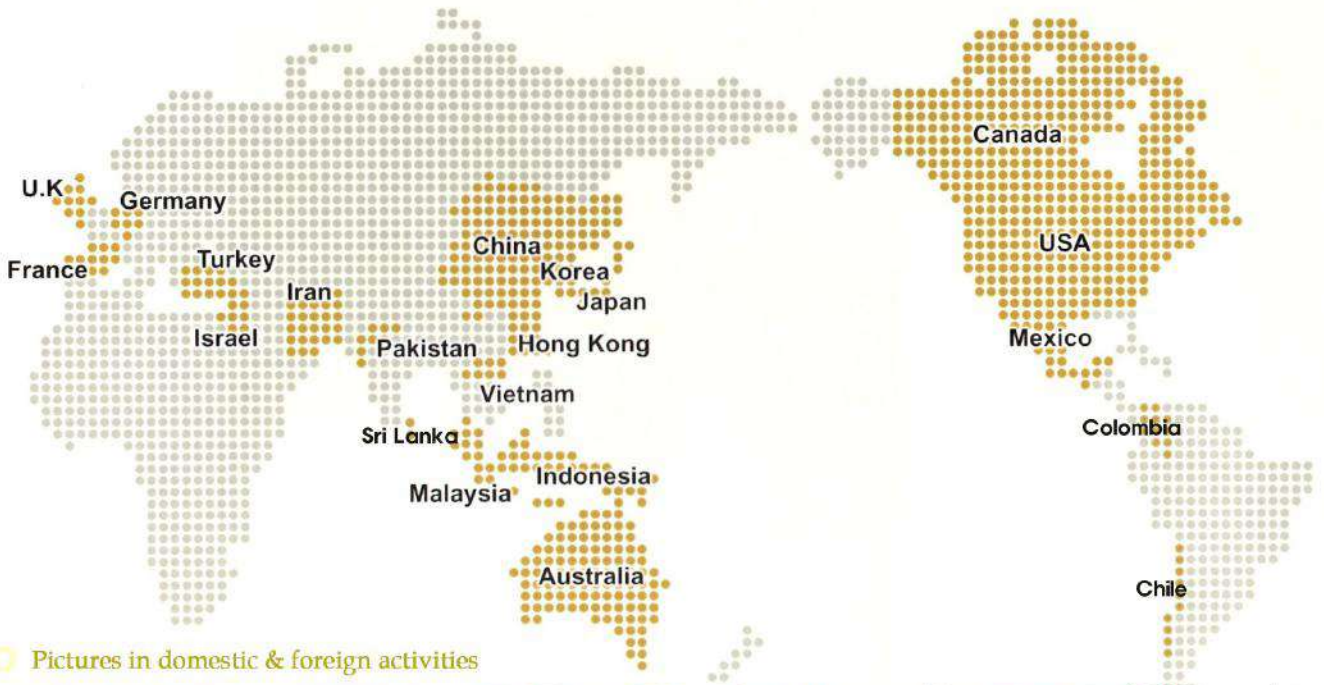 Canada
U.K
Germany
USA
China
Turkey
France
Korea
Iran
Japan
Israel
Pakistan
Hong Kong
Mexico
Vietnam
Colombia
Sri Lanka
Indonesia
Malaysia
Australia
Chile
Pictures in domestic & foreign activities